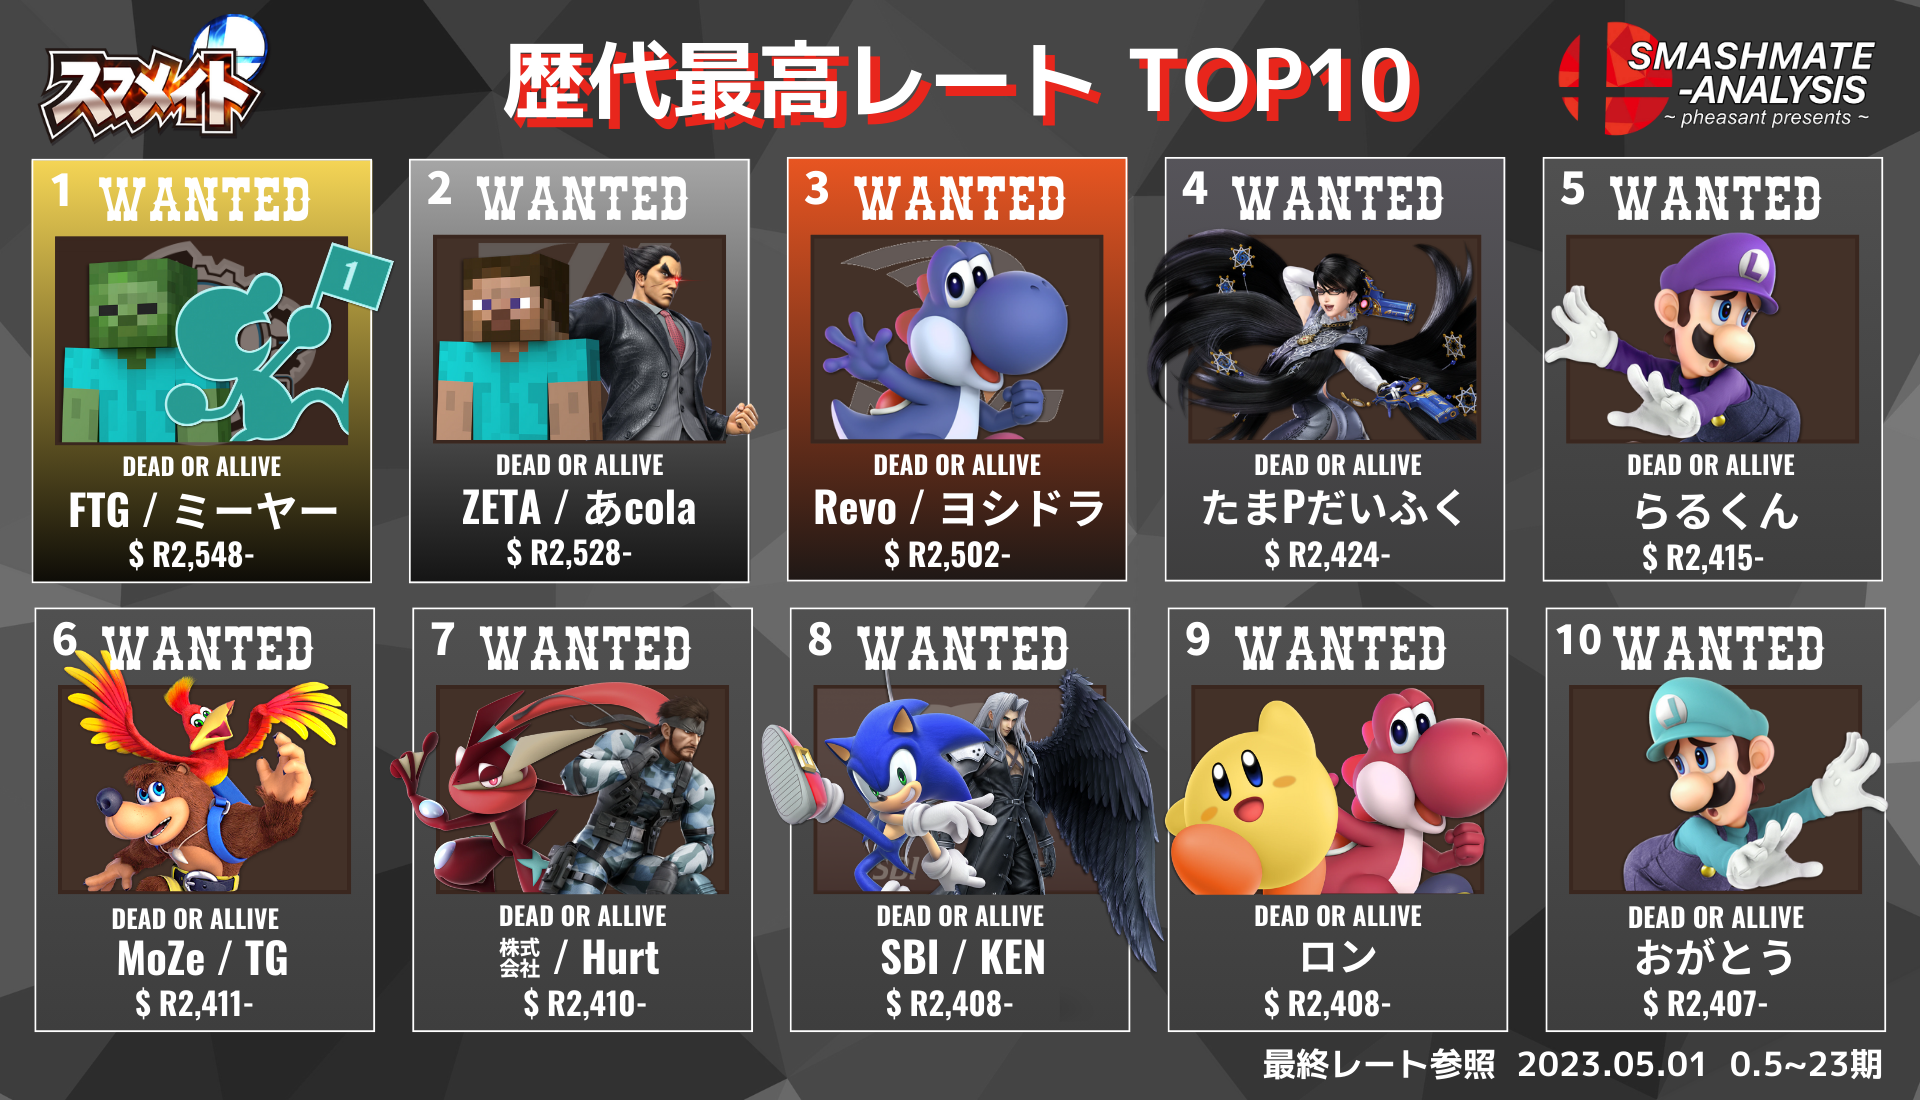 スマメイト
歴代最高レート TOP10
SMASHMATE
-ANALYSIS
~ pheasant presents ~
1 WANTED
1
DEAD OR ALLIVE
FTG / ミーヤー
$ R2,548-
2 WANTED
DEAD OR ALLIVE
ZETA / あcola
$ R2,528-
3 WANTED
DEAD OR ALLIVE
Revo / ヨシドラ
$ R2,502-
4 WANTED
DEAD OR ALLIVE
たまPだいふく
$ R2,424-
5 WANTED
L
DEAD OR ALLIVE
らるくん
$ R2,415-
6 WANTED
DEAD OR ALLIVE
MoZe / TG
$ R2,411-
7 WANTED
DEAD OR ALLIVE
株式会社 / Hurt
$ R2,410-
8 WANTED
SBI
DEAD OR ALLIVE
SBI / KEN
$ R2,408-
9 WANTED
DEAD OR ALLIVE
ロン
$ R2,408-
10 WANTED
DEAD OR ALLIVE
おがとう
$ R2,407-
最終レート参照 2023.05.01 0.5~23期